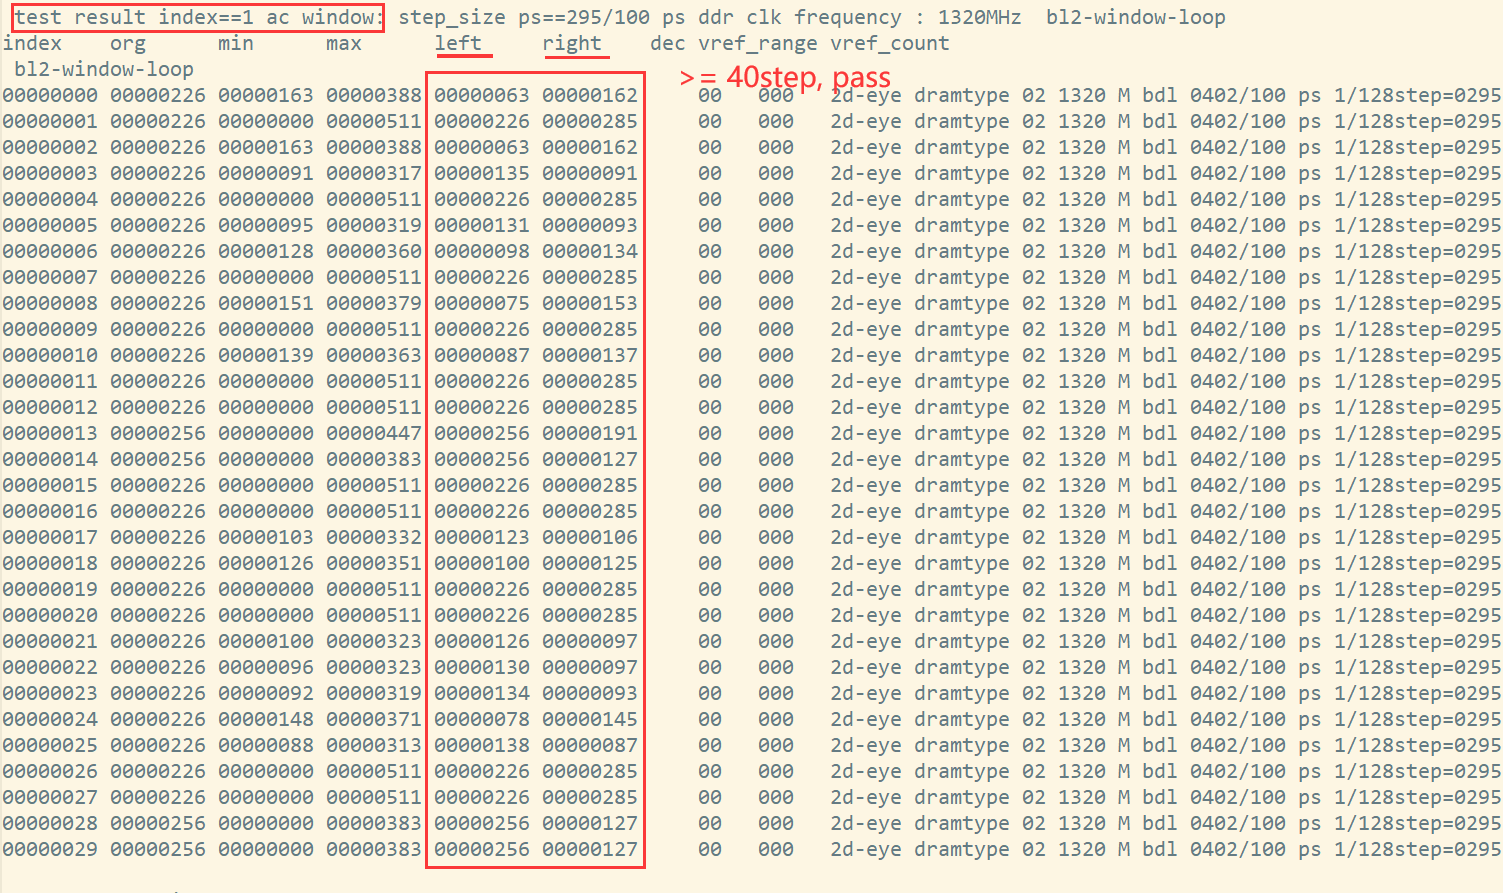 test result index==1 ac window: step_size ps==295/100 ps ddr clk frequency : 1320MHz  bl2-window-loop
index    org      min      max      left     right    dec vref_range vref_count
 bl2-window-loop
>= 40step, pass
00000000 00000226 00000163 00000388 00000063 00000162     00   000   2d-eye dramtype 02 1320 M bdl 0402/100 ps 1/128step=0295
00000001 00000226 00000000 00000511 00000226 00000285     00   000   2d-eye dramtype 02 1320 M bdl 0402/100 ps 1/128step=0295
00000002 00000226 00000163 00000388 00000063 00000162     00   000   2d-eye dramtype 02 1320 M bdl 0402/100 ps 1/128step=0295
00000003 00000226 00000091 00000317 00000135 00000091     00   000   2d-eye dramtype 02 1320 M bdl 0402/100 ps 1/128step=0295
00000004 00000226 00000000 00000511 00000226 00000285     00   000   2d-eye dramtype 02 1320 M bdl 0402/100 ps 1/128step=0295
00000005 00000226 00000095 00000319 00000131 00000093     00   000   2d-eye dramtype 02 1320 M bdl 0402/100 ps 1/128step=0295
00000006 00000226 00000128 00000360 00000098 00000134     00   000   2d-eye dramtype 02 1320 M bdl 0402/100 ps 1/128step=0295
00000007 00000226 00000000 00000511 00000226 00000285     00   000   2d-eye dramtype 02 1320 M bdl 0402/100 ps 1/128step=0295
00000008 00000226 00000151 00000379 00000075 00000153     00   000   2d-eye dramtype 02 1320 M bdl 0402/100 ps 1/128step=0295
00000009 00000226 00000000 00000511 00000226 00000285     00   000   2d-eye dramtype 02 1320 M bdl 0402/100 ps 1/128step=0295
00000010 00000226 00000139 00000363 00000087 00000137     00   000   2d-eye dramtype 02 1320 M bdl 0402/100 ps 1/128step=0295
00000011 00000226 00000000 00000511 00000226 00000285     00   000   2d-eye dramtype 02 1320 M bdl 0402/100 ps 1/128step=0295
00000012 00000226 00000000 00000511 00000226 00000285     00   000   2d-eye dramtype 02 1320 M bdl 0402/100 ps 1/128step=0295
00000013 00000256 00000000 00000447 00000256 00000191     00   000   2d-eye dramtype 02 1320 M bdl 0402/100 ps 1/128step=0295
00000014 00000256 00000000 00000383 00000256 00000127     00   000   2d-eye dramtype 02 1320 M bdl 0402/100 ps 1/128step=0295
00000015 00000226 00000000 00000511 00000226 00000285     00   000   2d-eye dramtype 02 1320 M bdl 0402/100 ps 1/128step=0295
00000016 00000226 00000000 00000511 00000226 00000285     00   000   2d-eye dramtype 02 1320 M bdl 0402/100 ps 1/128step=0295
00000017 00000226 00000103 00000332 00000123 00000106     00   000   2d-eye dramtype 02 1320 M bdl 0402/100 ps 1/128step=0295
00000018 00000226 00000126 00000351 00000100 00000125     00   000   2d-eye dramtype 02 1320 M bdl 0402/100 ps 1/128step=0295
00000019 00000226 00000000 00000511 00000226 00000285     00   000   2d-eye dramtype 02 1320 M bdl 0402/100 ps 1/128step=0295
00000020 00000226 00000000 00000511 00000226 00000285     00   000   2d-eye dramtype 02 1320 M bdl 0402/100 ps 1/128step=0295
00000021 00000226 00000100 00000323 00000126 00000097     00   000   2d-eye dramtype 02 1320 M bdl 0402/100 ps 1/128step=0295
00000022 00000226 00000096 00000323 00000130 00000097     00   000   2d-eye dramtype 02 1320 M bdl 0402/100 ps 1/128step=0295
00000023 00000226 00000092 00000319 00000134 00000093     00   000   2d-eye dramtype 02 1320 M bdl 0402/100 ps 1/128step=0295
00000024 00000226 00000148 00000371 00000078 00000145     00   000   2d-eye dramtype 02 1320 M bdl 0402/100 ps 1/128step=0295
00000025 00000226 00000088 00000313 00000138 00000087     00   000   2d-eye dramtype 02 1320 M bdl 0402/100 ps 1/128step=0295
00000026 00000226 00000000 00000511 00000226 00000285     00   000   2d-eye dramtype 02 1320 M bdl 0402/100 ps 1/128step=0295
00000027 00000226 00000000 00000511 00000226 00000285     00   000   2d-eye dramtype 02 1320 M bdl 0402/100 ps 1/128step=0295
00000028 00000256 00000000 00000383 00000256 00000127     00   000   2d-eye dramtype 02 1320 M bdl 0402/100 ps 1/128step=0295
00000029 00000256 00000000 00000383 00000256 00000127     00   000   2d-eye dramtype 02 1320 M bdl 0402/100 ps 1/128step=0295